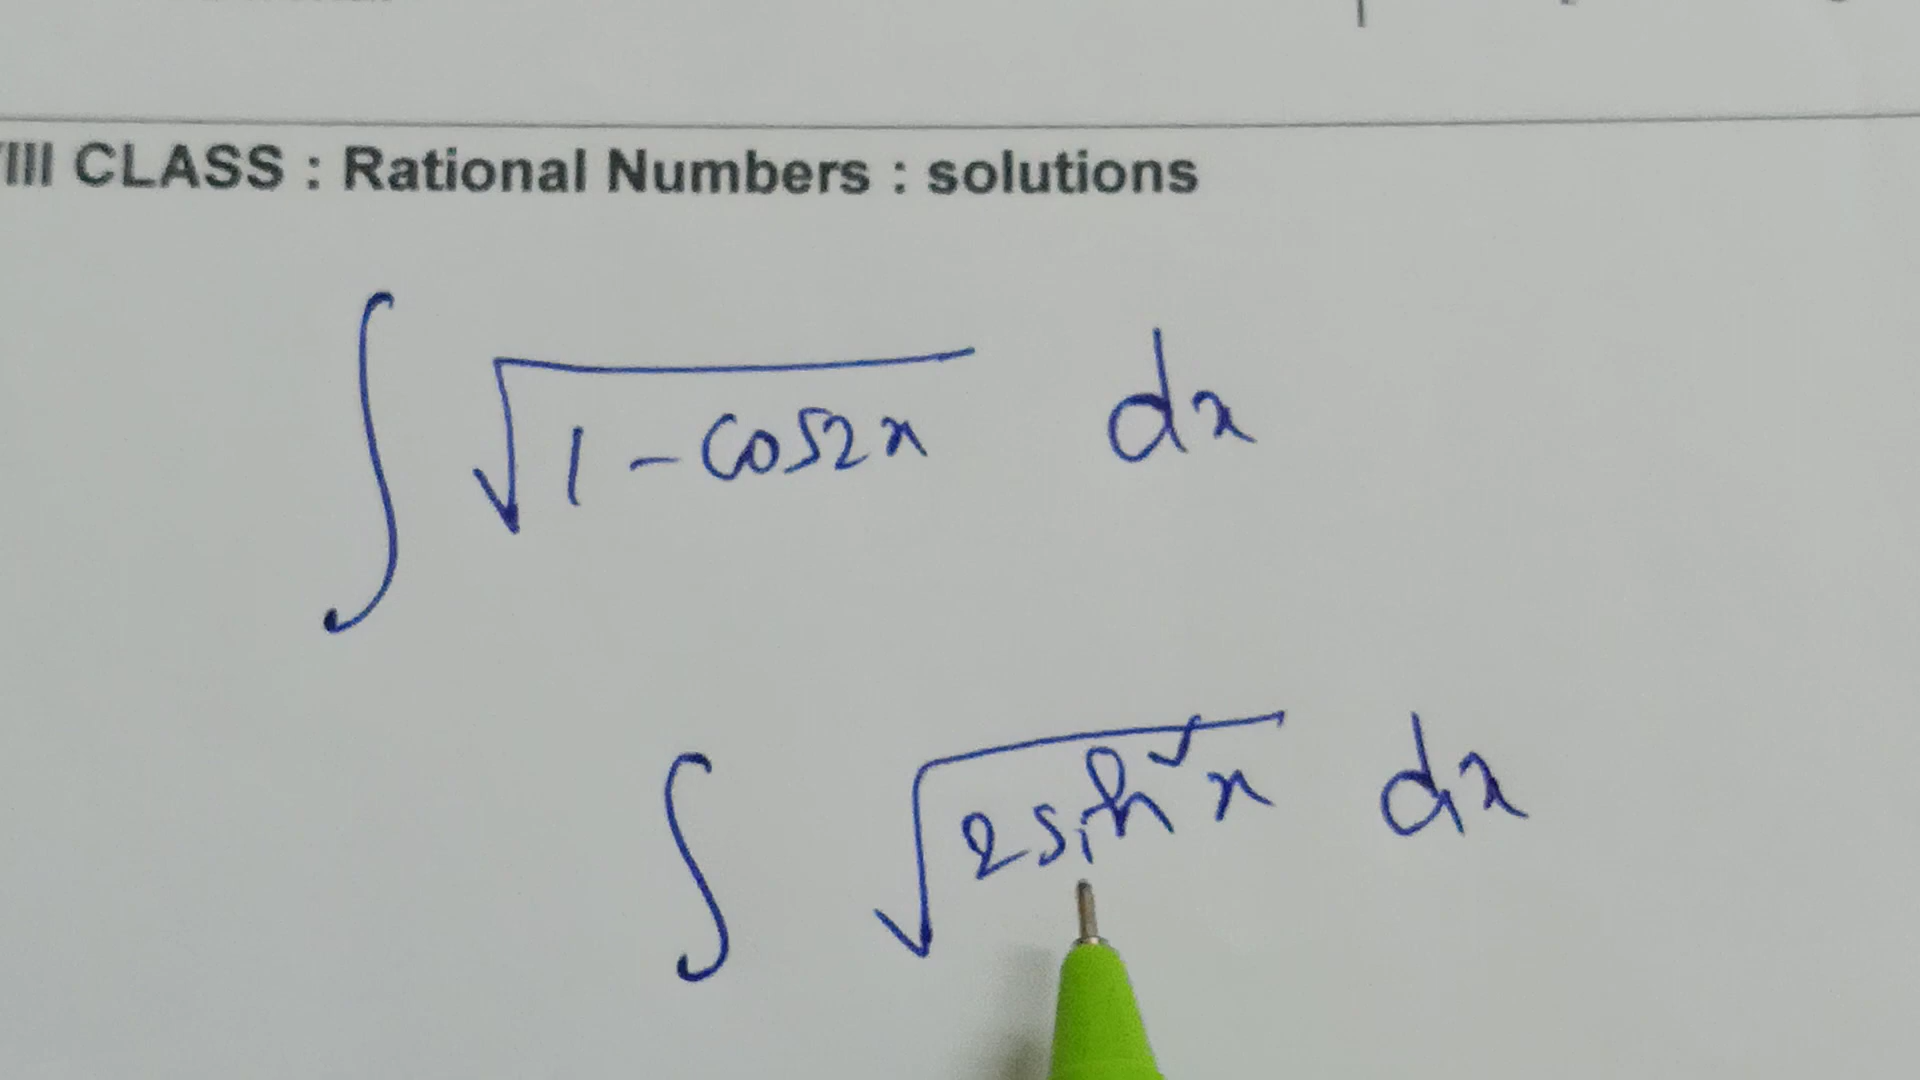 III CLASS : Rational Numbers : solutions
∫ √(1 - cos2x) dx
∫ √(2sin²x) dx